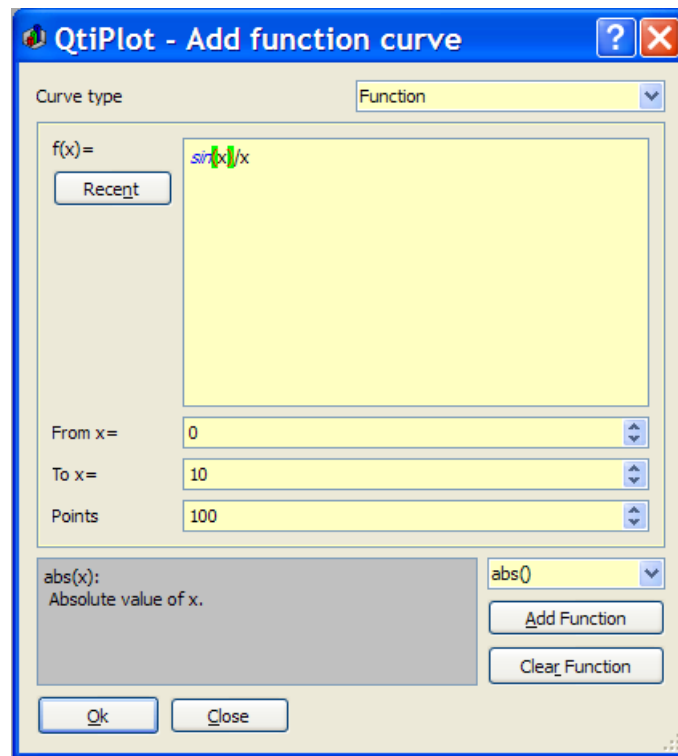 QtiPlot - Add function curve
Curve type Function
f(x)= sin(x)/x
Recent
From x= 0
To x= 10
Points 100
abs(x):
Absolute value of x.
abs()
Add Function
Clear Function
Ok Close